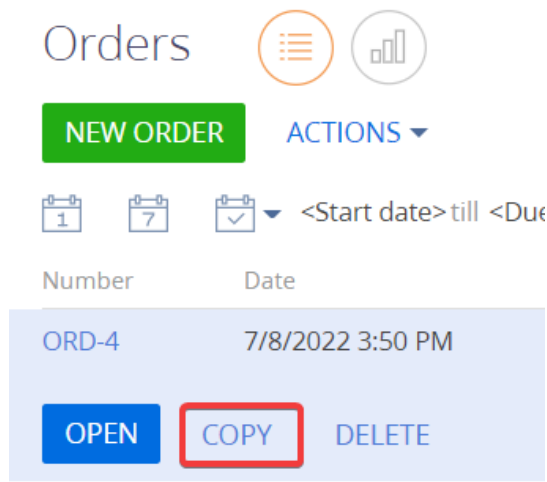 Orders
NEW ORDER ACTIONS
1 7 <Start date> till <Due
Number Date
ORD-4 7/8/2022 3:50 PM
OPEN COPY DELETE